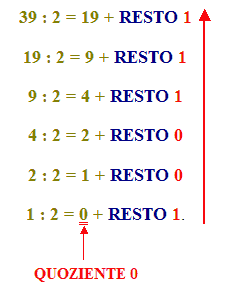 39 : 2 = 19 + RESTO 1
19 : 2 = 9 + RESTO 1
9 : 2 = 4 + RESTO 1
4 : 2 = 2 + RESTO 0
2 : 2 = 1 + RESTO 0
1 : 2 = 0 + RESTO 1.
QUOZIENTE 0